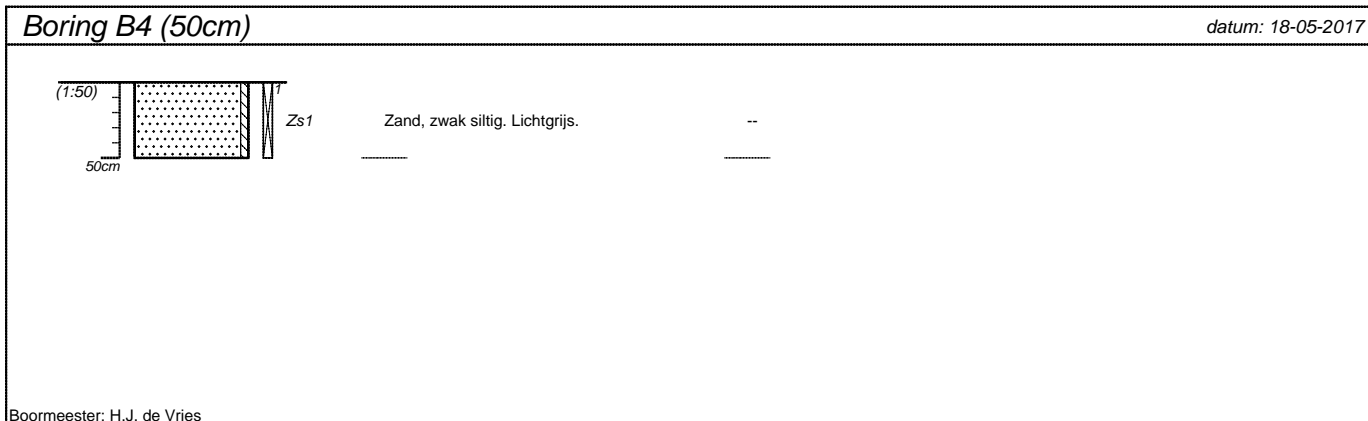 Boring B4 (50cm)
datum: 18-05-2017
(1:50)
1
Zs1
Zand, zwak siltig. Lichtgrijs.
--
50cm
Boormeester: H.J. de Vries